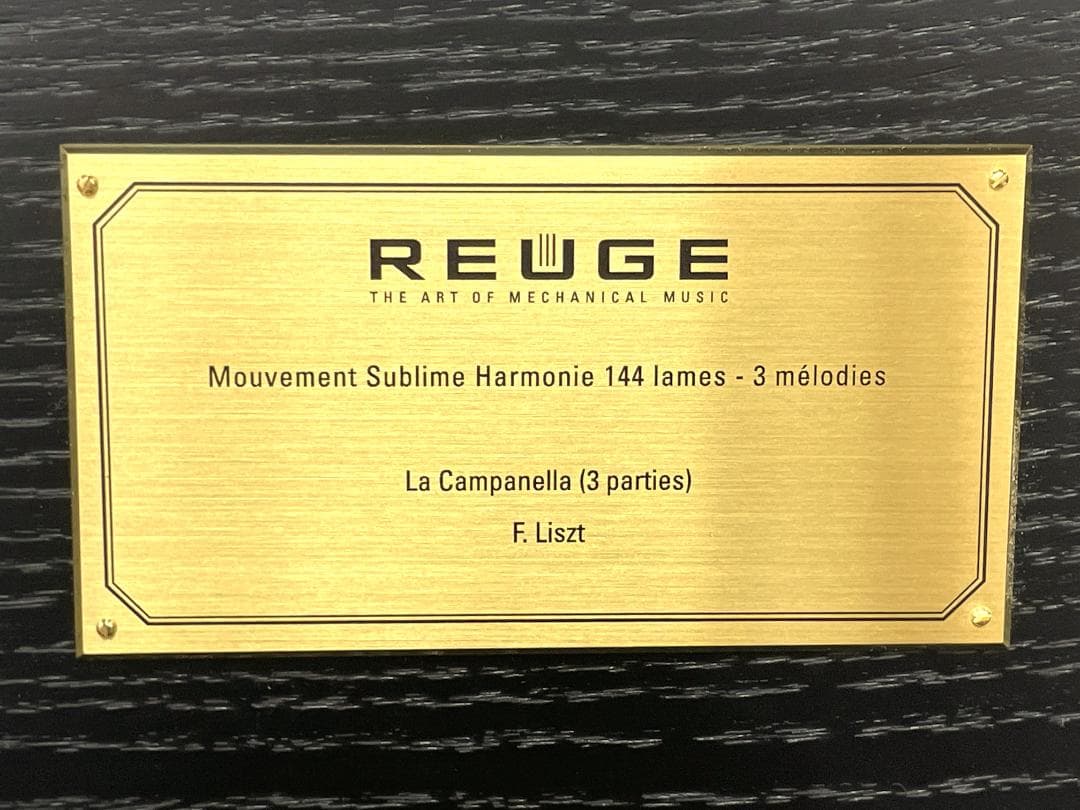 REUGE
THE ART OF MECHANICAL MUSIC
Mouvement Sublime Harmonie 144 lames - 3 mélodies
La Campanella (3 parties)
F. Liszt